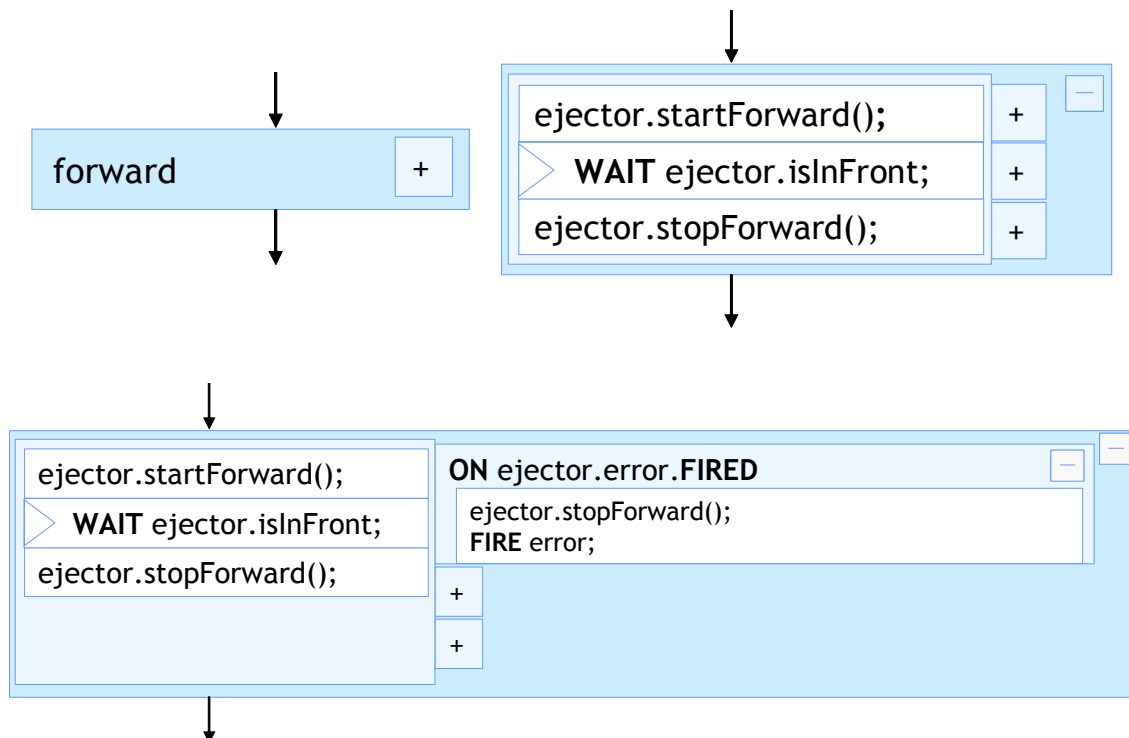 forward
+
ejector.startForward();
+
—
WAIT ejector.isInFront;
+
ejector.stopForward();
+
ejector.startForward();
WAIT ejector.isInFront;
ejector.stopForward();
ON ejector.error.FIRED
—
—
ejector.stopForward();
FIRE error;
+
+